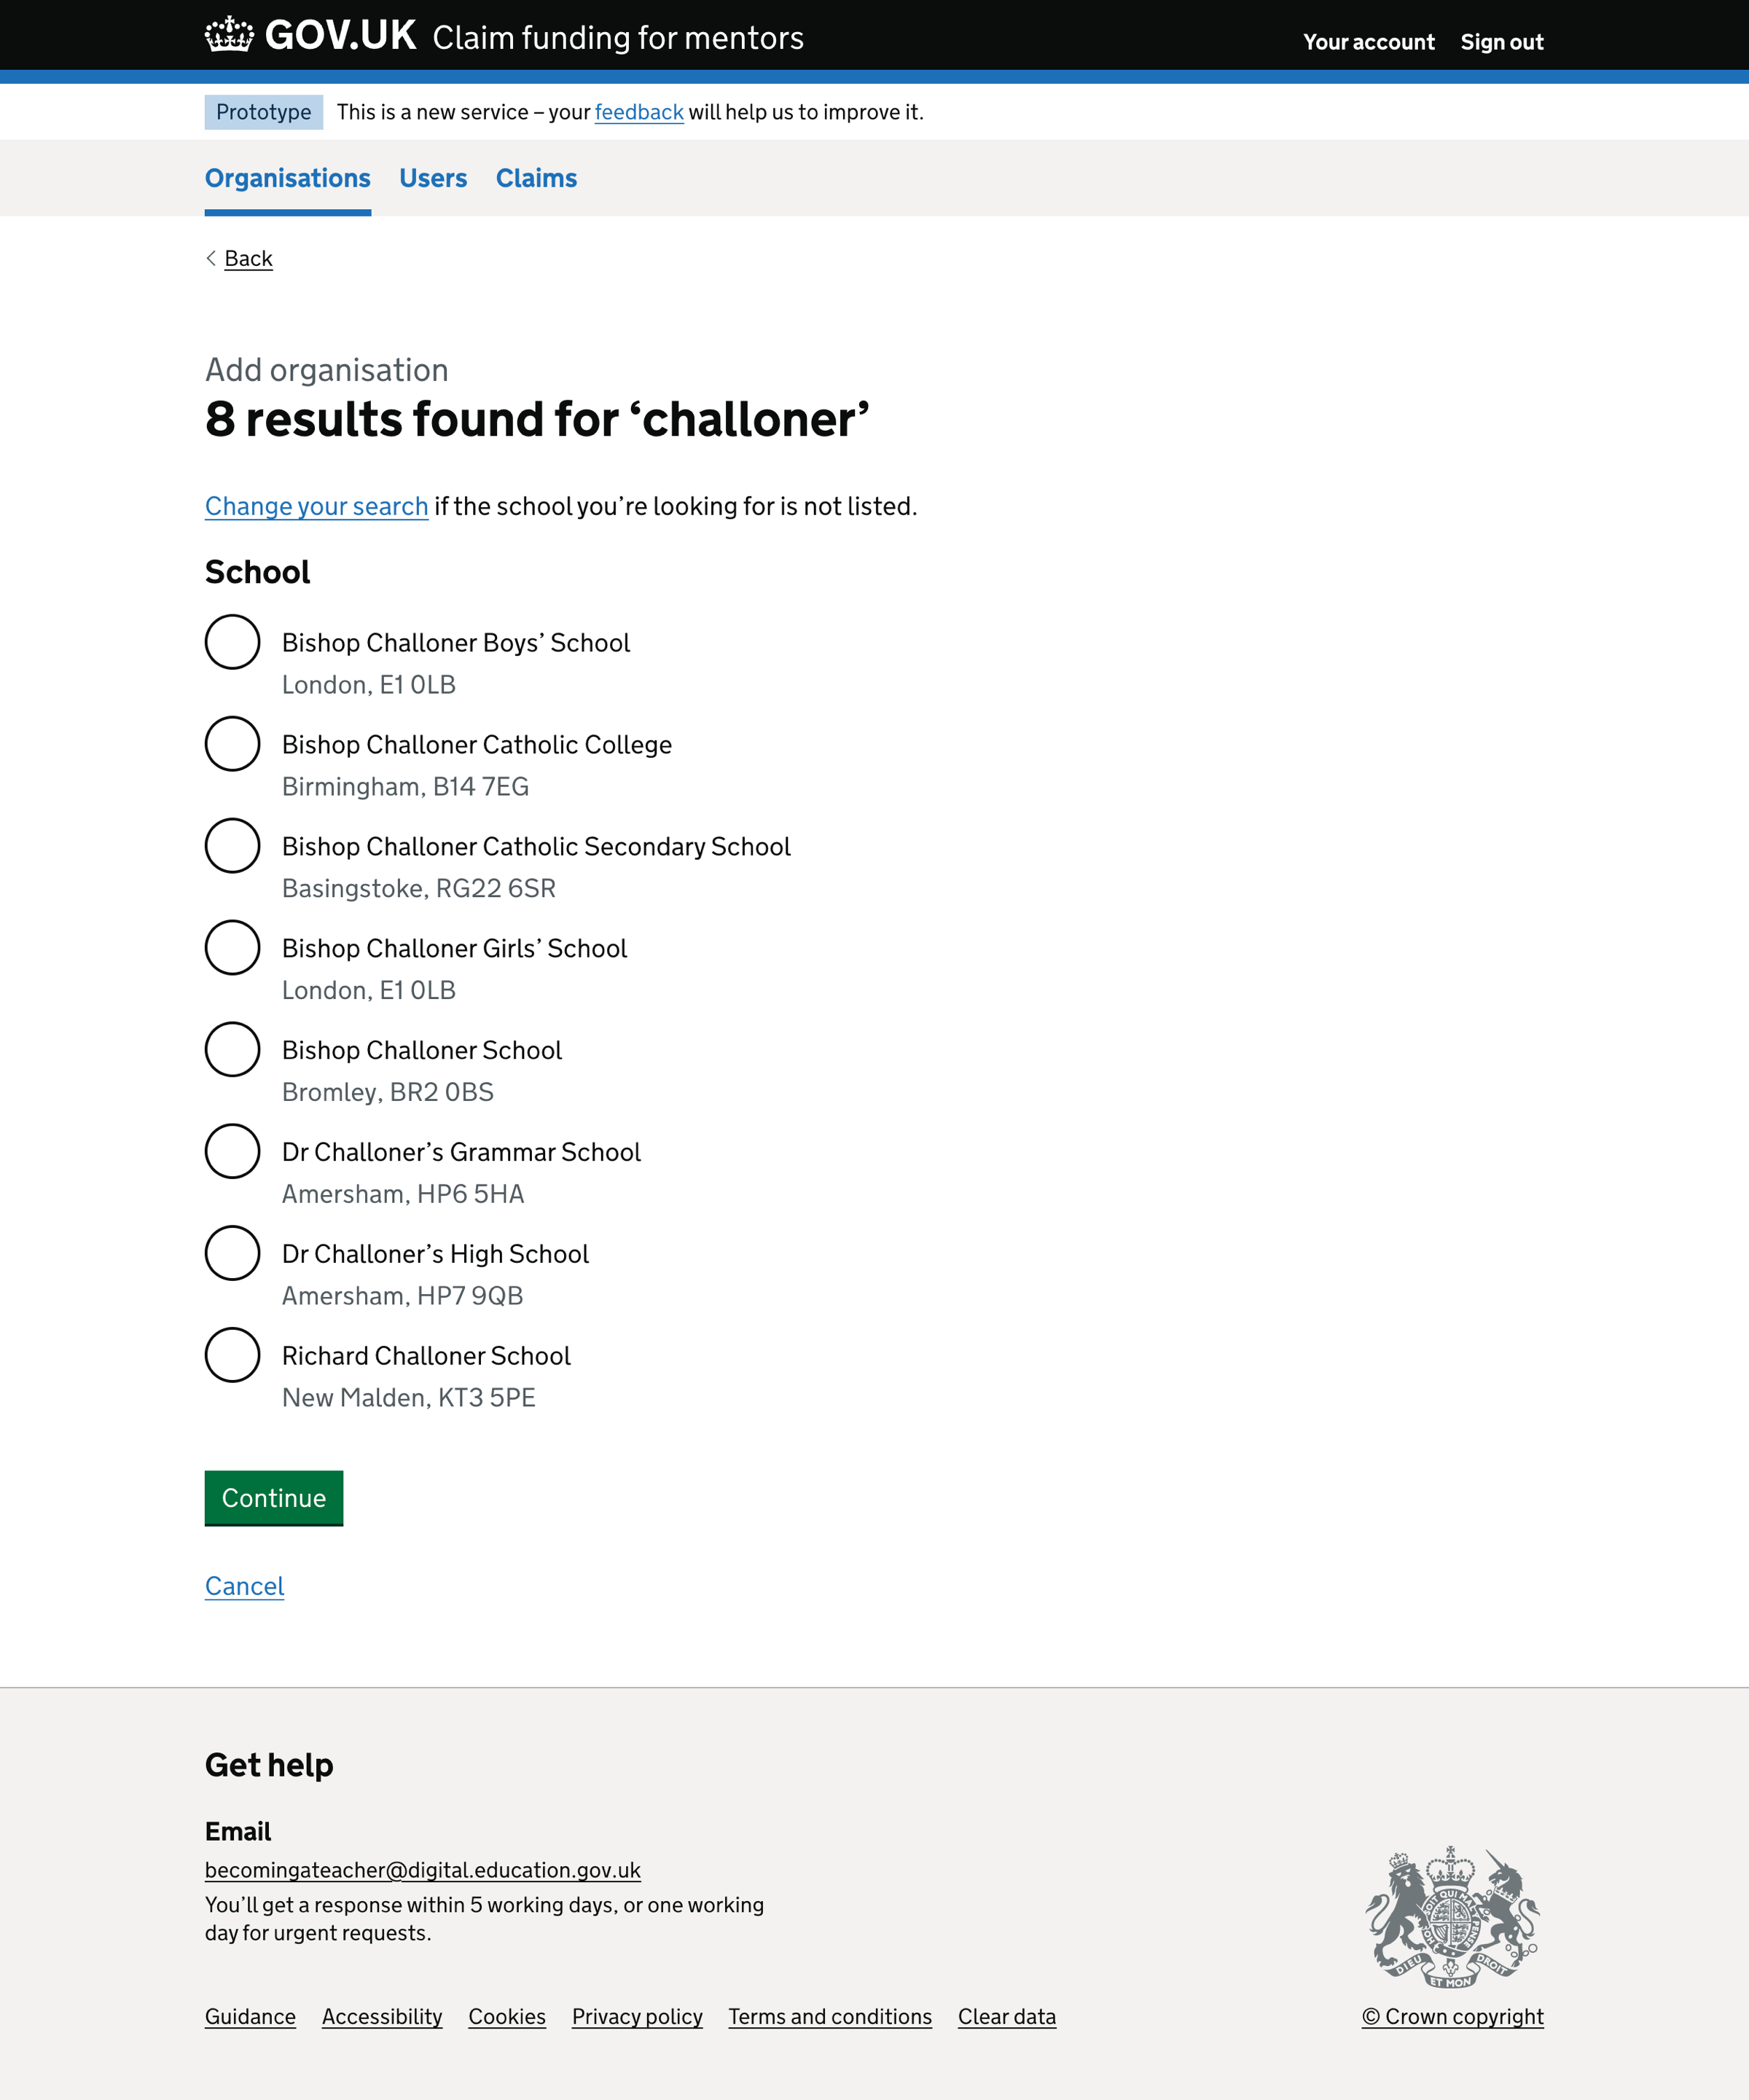 GOV.UK Claim funding for mentors Your account Sign out
Prototype This is a new service – your feedback will help us to improve it.
Organisations Users Claims
Back
Add organisation
8 results found for ‘challoner’
Change your search if the school you’re looking for is not listed.
School
Bishop Challoner Boys’ School
London, E1 0LB
Bishop Challoner Catholic College
Birmingham, B14 7EG
Bishop Challoner Catholic Secondary School
Basingstoke, RG22 6SR
Bishop Challoner Girls’ School
London, E1 0LB
Bishop Challoner School
Bromley, BR2 0BS
Dr Challoner’s Grammar School
Amersham, HP6 5HA
Dr Challoner’s High School
Amersham, HP7 9QB
Richard Challoner School
New Malden, KT3 5PE
Continue
Cancel
Get help
Email
becomingateacher@digital.education.gov.uk
You’ll get a response within 5 working days, or one working
day for urgent requests.
DIEU ET MON DROIT
Guidance Accessibility Cookies Privacy policy Terms and conditions Clear data © Crown copyright